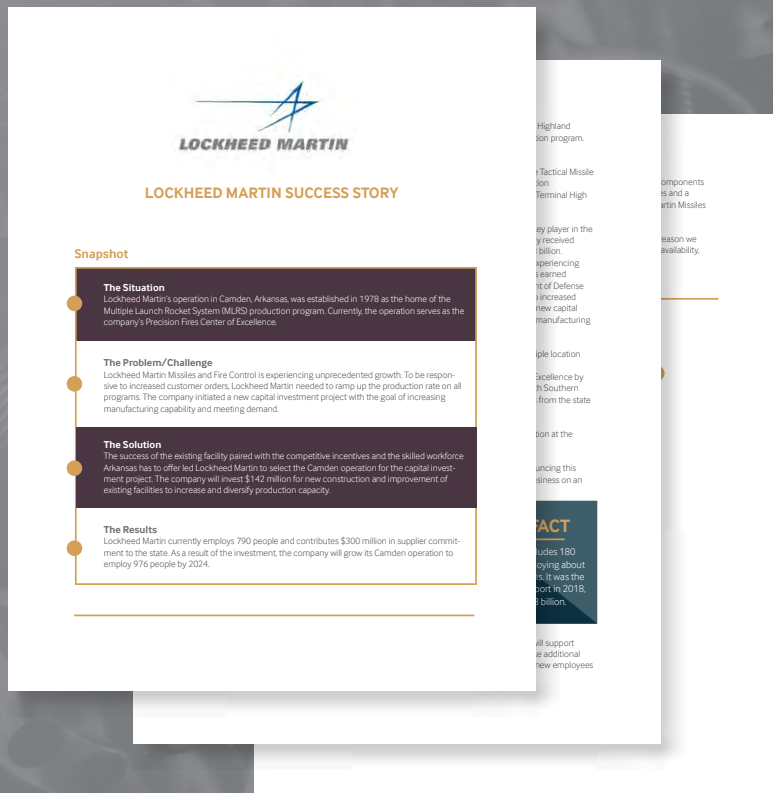 LOCKHEED MARTIN
LOCKHEED MARTIN SUCCESS STORY
Snapshot
The Situation
Lockheed Martin's operation in Camden, Arkansas, was established in 1978 as the home of the
Multiple Launch Rocket System (MLRS) production program. Currently, the operation serves as the
company's Precision Fires Center of Excellence.
The Problem/Challenge
Lockheed Martin Missiles and Fire Control is experiencing unprecedented growth. To be respon-
sive to increased customer orders, Lockheed Martin needed to ramp up the production rate on all
programs. The company initiated a new capital investment project with the goal of increasing
manufacturing capability and meeting demand.
The Solution
The success of the existing facility paired with the competitive incentives and the skilled workforce
Arkansas has to offer led Lockheed Martin to select the Camden operation for the capital invest-
ment project. The company will invest $142 million for new construction and improvement of
existing facilities to increase and diversify production capacity.
The Results
Lockheed Martin currently employs 790 people and contributes $300 million in supplier commit-
ment to the state. As a result of the investment, the company will grow its Camden operation to
employ 976 people by 2024.
Highland
ion program.
Tactical Missile
ion
Terminal High
key player in the
y received
billion.
xperiencing
s earned
nt of Defense
o increased
new capital
manufacturing
iple location
Excellence by
h Southern
from the state
tion at the
uncing this
usiness on an
FACT
ludes 180
oying about
s. It was the
port in 2018,
billion.
will support
se additional
new employees
omponents
es and a
artin Missiles
eason we
availability,